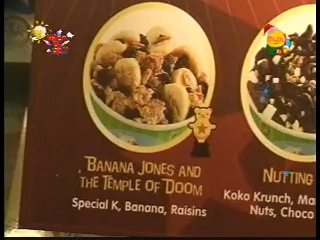 BANANA JONES AND
THE TEMPLE OF DOOM
Special K, Banana, Raisins
NUTTING
Koko Krunch, Ma
Nuts, Choco